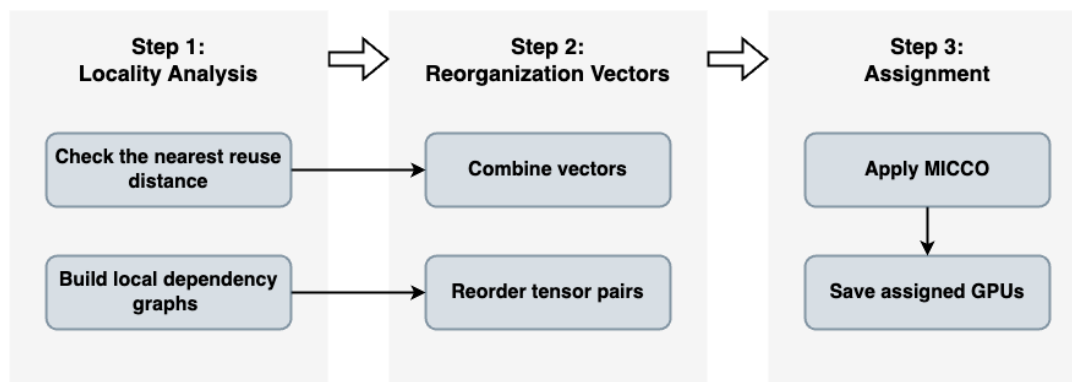 Step 1:
Locality Analysis
Check the nearest reuse
distance
Build local dependency
graphs
Step 2:
Reorganization Vectors
Combine vectors
Reorder tensor pairs
Step 3:
Assignment
Apply MICCO
Save assigned GPUs